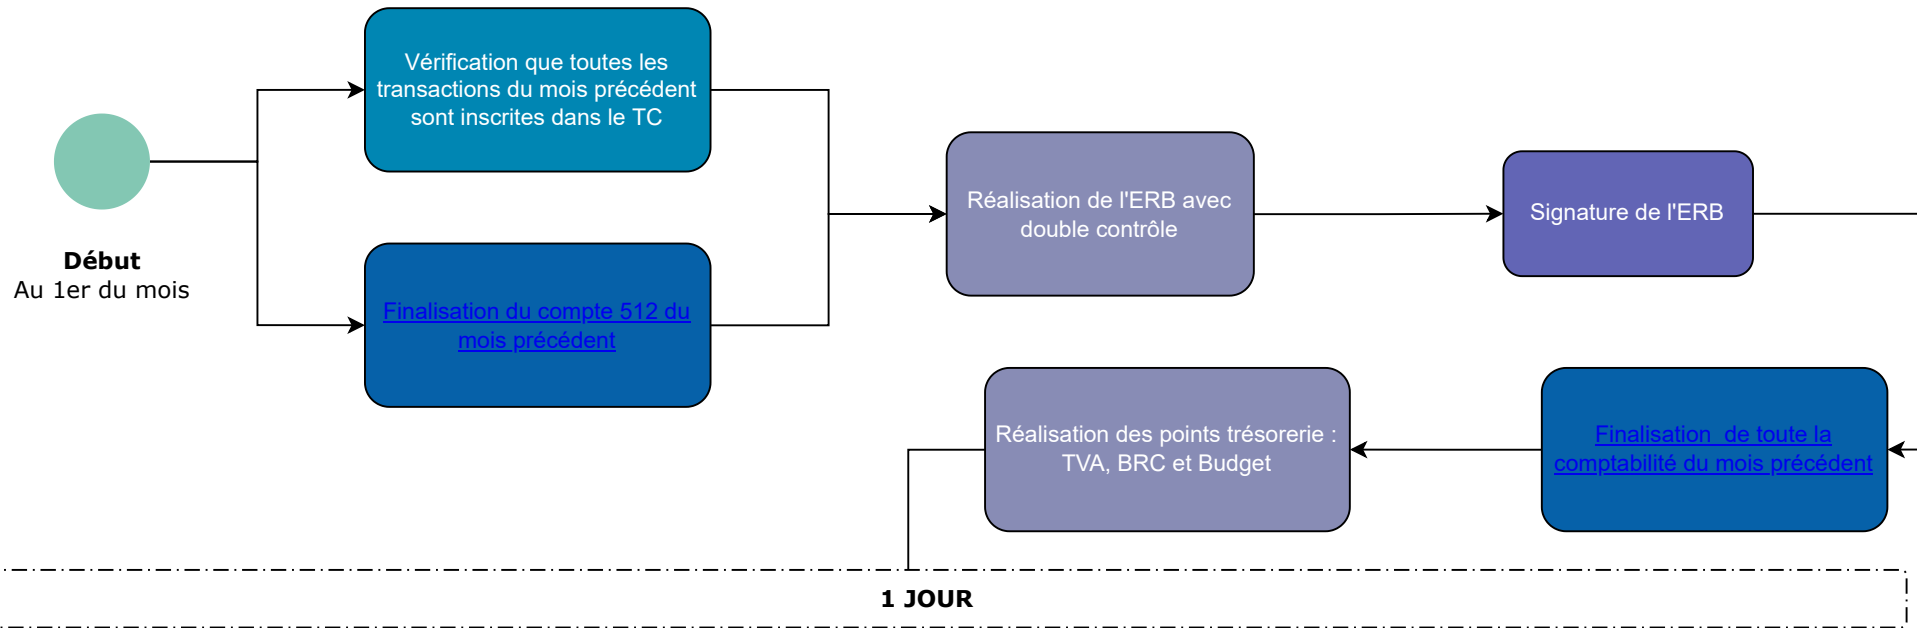 Vérification que toutes les
transactions du mois précédent
sont inscrites dans le TC
Début
Au 1er du mois
Finalisation du compte 512 du
mois précédent
Réalisation de l'ERB avec
double contrôle
Signature de l'ERB
Réalisation des points trésorerie :
TVA, BRC et Budget
Finalisation de toute la
comptabilité du mois précédent
1 JOUR